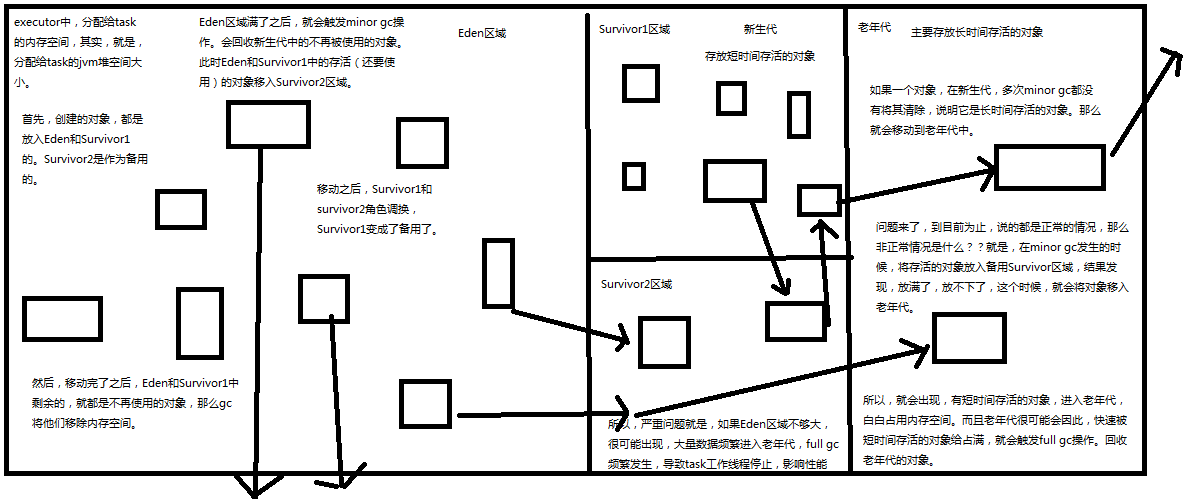 executor中，分配给task
的内存空间，其实，就是，
分配给task的jvm堆空间大
小。
首先，创建的对象，都是
放入Eden和Survivor1
的。Survivor2是作为备用
的。
Eden区域满了之后，就会触发minor gc操
作。会回收新生代中的不再被使用的对象。
此时Eden和Survivor1中的存活（还要使
用）的对象移入Survivor2区域。
Eden区域
移动之后，Survivor1和
survivor2角色调换，
Survivor1变成了备用了。
然后，移动完了之后，Eden和Survivor1中
剩余的，就都是不再使用的对象，那么gc
将他们移除内存空间。
Survivor1区域
新生代
存放短时间存活的对象
Survivor2区域
所以，严重问题就是，如果Eden区域不够大，
很可能出现，大量数据频繁进入老年代，full gc
频繁发生，导致task工作线程停止，影响性能
老年代
主要存放长时间存活的对象
如果一个对象，在新生代，多次minor gc都没
有将其清除，说明它是长时间存活的对象。那么
就会移动到老年代中。
问题来了，到目前为止，说的都是正常的情况，那么
非正常情况是什么？？就是，在minor gc发生的时
候，将存活的对象放入备用Survivor区域，结果发
现，放满了，放不下了，这个时候，就会将对象移入
老年代。
所以，就会出现，有短时间存活的对象，进入老年代，
白白占用内存空间。而且老年代很可能会因此，快速被
短时间存活的对象给占满，就会触发full gc操作。回收
老年代的对象。